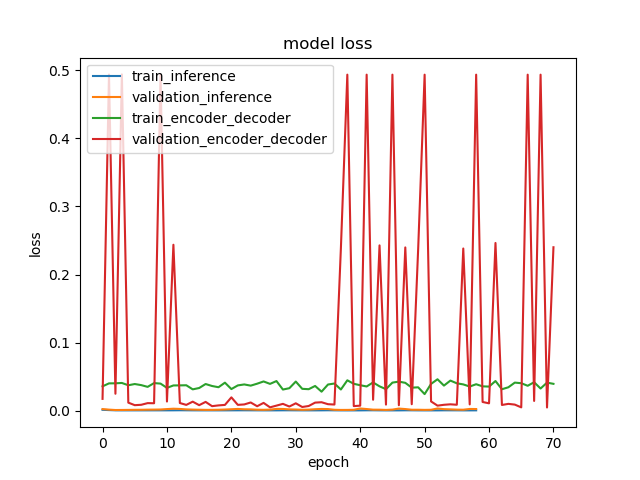 model loss
train_inference
validation_inference
train_encoder_decoder
validation_encoder_decoder
0.5
0.4
0.3
0.2
0.1
0.0
loss
0 10 20 30 40 50 60 70
epoch